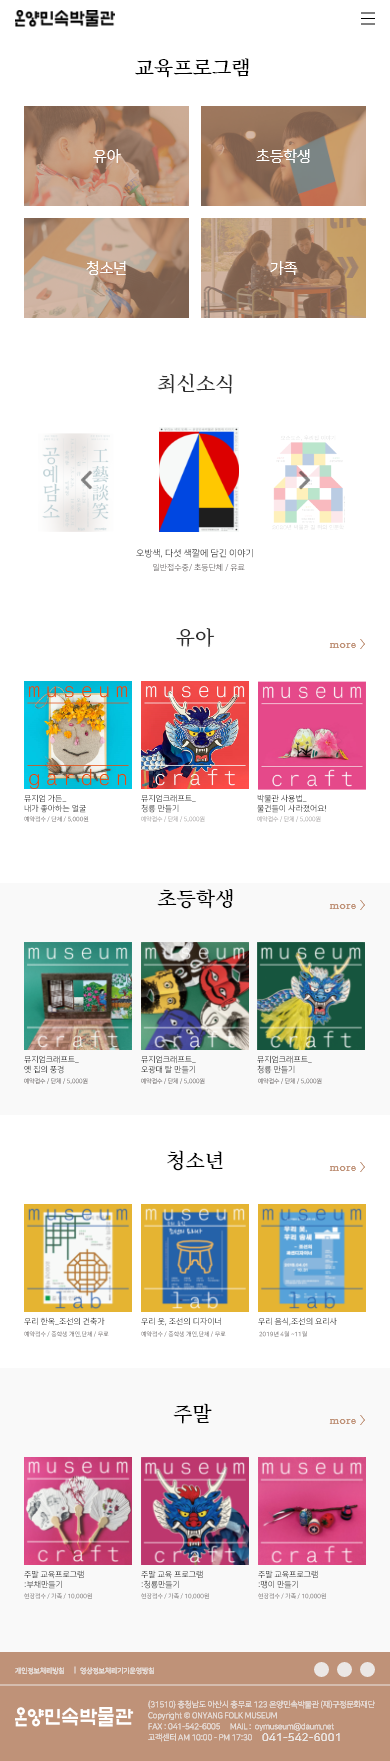 온양민속박물관
교육프로그램
유아
초등학생
청소년
가족
최신소식
공예담소
工藝談笑
오방색, 다섯 색깔에 담긴 이야기
일반접수중/ 초등단체 / 유료
유아
more
museum
garden
museum
craft
museum
craft
뮤지엄 가든_
내가 좋아하는 얼굴
예약접수 / 단체 / 5,000원
뮤지엄크래프트_
청룡 만들기
예약접수 / 단체 / 5,000원
박물관 사용법_
물건들이 사라졌어요!
예약접수 / 단체 / 5,000원
초등학생
more
museum
craft
museum
craft
museum
craft
뮤지엄크래프트_
옛 집의 풍경
예약접수 / 단체 / 5,000원
뮤지엄크래프트_
오광대 탈 만들기
예약접수 / 단체 / 5,000원
뮤지엄크래프트_
청룡 만들기
예약접수 / 단체 / 5,000원
청소년
more
museum
lab
museum
lab
museum
lab
우리 한옥_조선의 건축가
예약접수 / 중학생 개인,단체 / 무료
우리 옷, 조선의 디자이너
예약접수 / 중학생 개인,단체 / 무료
우리 음식,조선의 요리사
2019년 4월 ~11월
주말
more
museum
craft
museum
craft
museum
craft
주말 교육프로그램
:부채만들기
현장접수 / 가족 / 10,000원
주말 교육 프로그램
:청룡만들기
현장접수 / 가족 / 10,000원
주말 교육프로그램
:팽이 만들기
현장접수 / 가족 / 10,000원
개인정보처리방침 | 영상정보처리기기운영방침
온양민속박물관
(31510) 충청남도 아산시 충무로 123 온양민속박물관 (재)구정문화재단
Copyright © ONYANG FOLK MUSEUM
FAX : 041-542-6005 MAIL : oymuseum@daum.net
고객센터 AM 10:00 - PM 17:30 041-542-6001